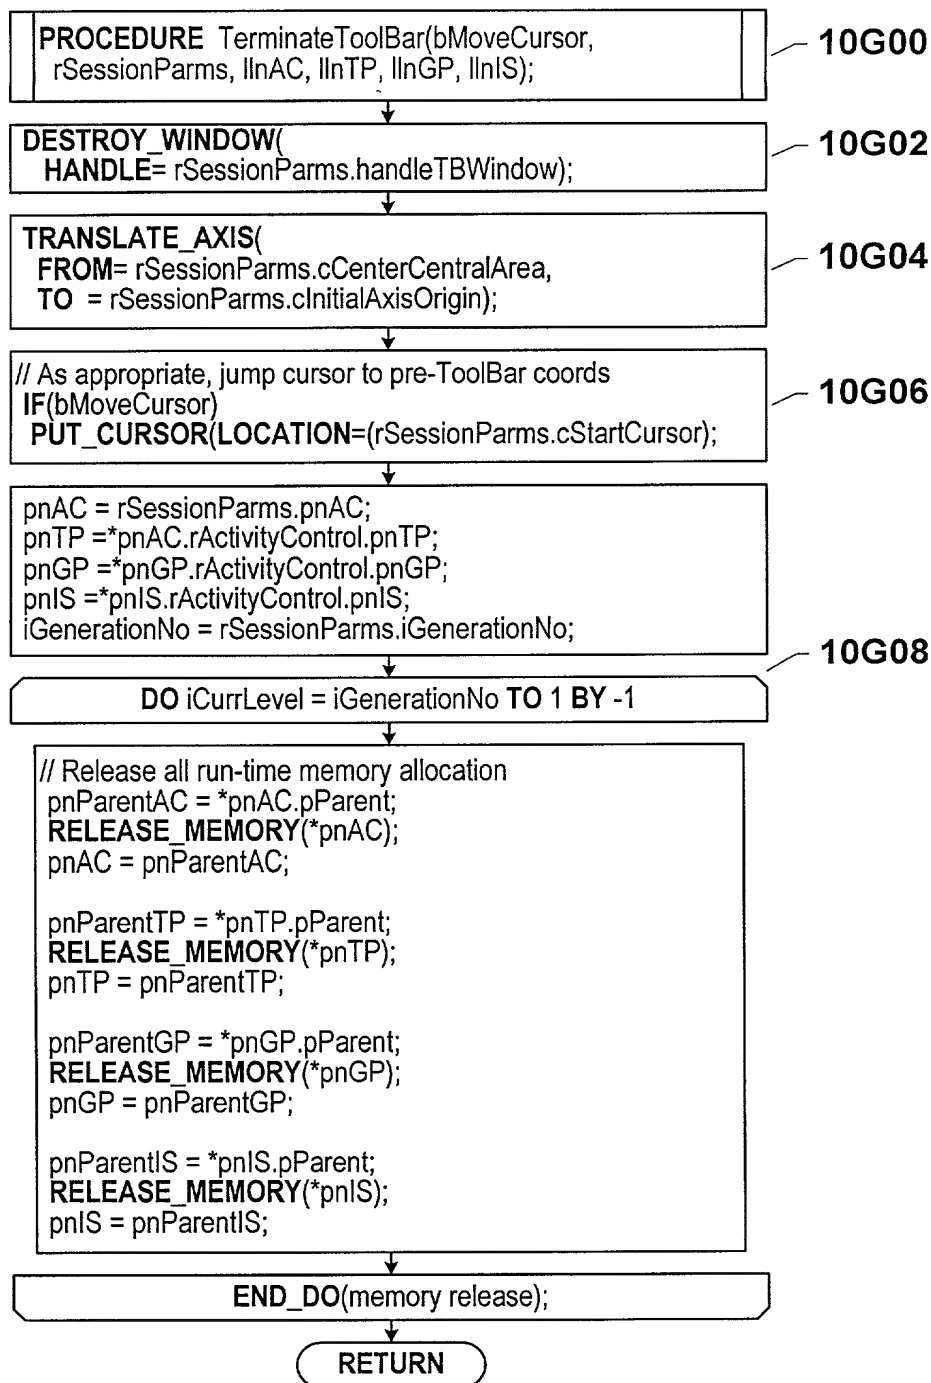 PROCEDURE TerminateToolBar(bMoveCursor,
rSessionParms, llnAC, llnTP, llnGP, llnIS);
10G00
DESTROY_WINDOW(
HANDLE= rSessionParms.handleTBWindow);
10G02
TRANSLATE_AXIS(
FROM= rSessionParms.cCenterCentralArea,
TO = rSessionParms.cInitialAxisOrigin);
10G04
// As appropriate, jump cursor to pre-ToolBar coords
IF(bMoveCursor)
PUT_CURSOR(LOCATION=(rSessionParms.cStartCursor);
10G06
pnAC = rSessionParms.pnAC;
pnTP =*pnAC.rActivityControl.pnTP;
pnGP =*pnGP.rActivityControl.pnGP;
pnIS =*pnIS.rActivityControl.pnIS;
iGenerationNo = rSessionParms.iGenerationNo;
10G08
DO iCurrLevel = iGenerationNo TO 1 BY -1
// Release all run-time memory allocation
pnParentAC = *pnAC.pParent;
RELEASE_MEMORY(*pnAC);
pnAC = pnParentAC;
pnParentTP = *pnTP.pParent;
RELEASE_MEMORY(*pnTP);
pnTP = pnParentTP;
pnParentGP = *pnGP.pParent;
RELEASE_MEMORY(*pnGP);
pnGP = pnParentGP;
pnParentIS = *pnIS.pParent;
RELEASE_MEMORY(*pnIS);
pnIS = pnParentIS;
END_DO(memory release);
RETURN